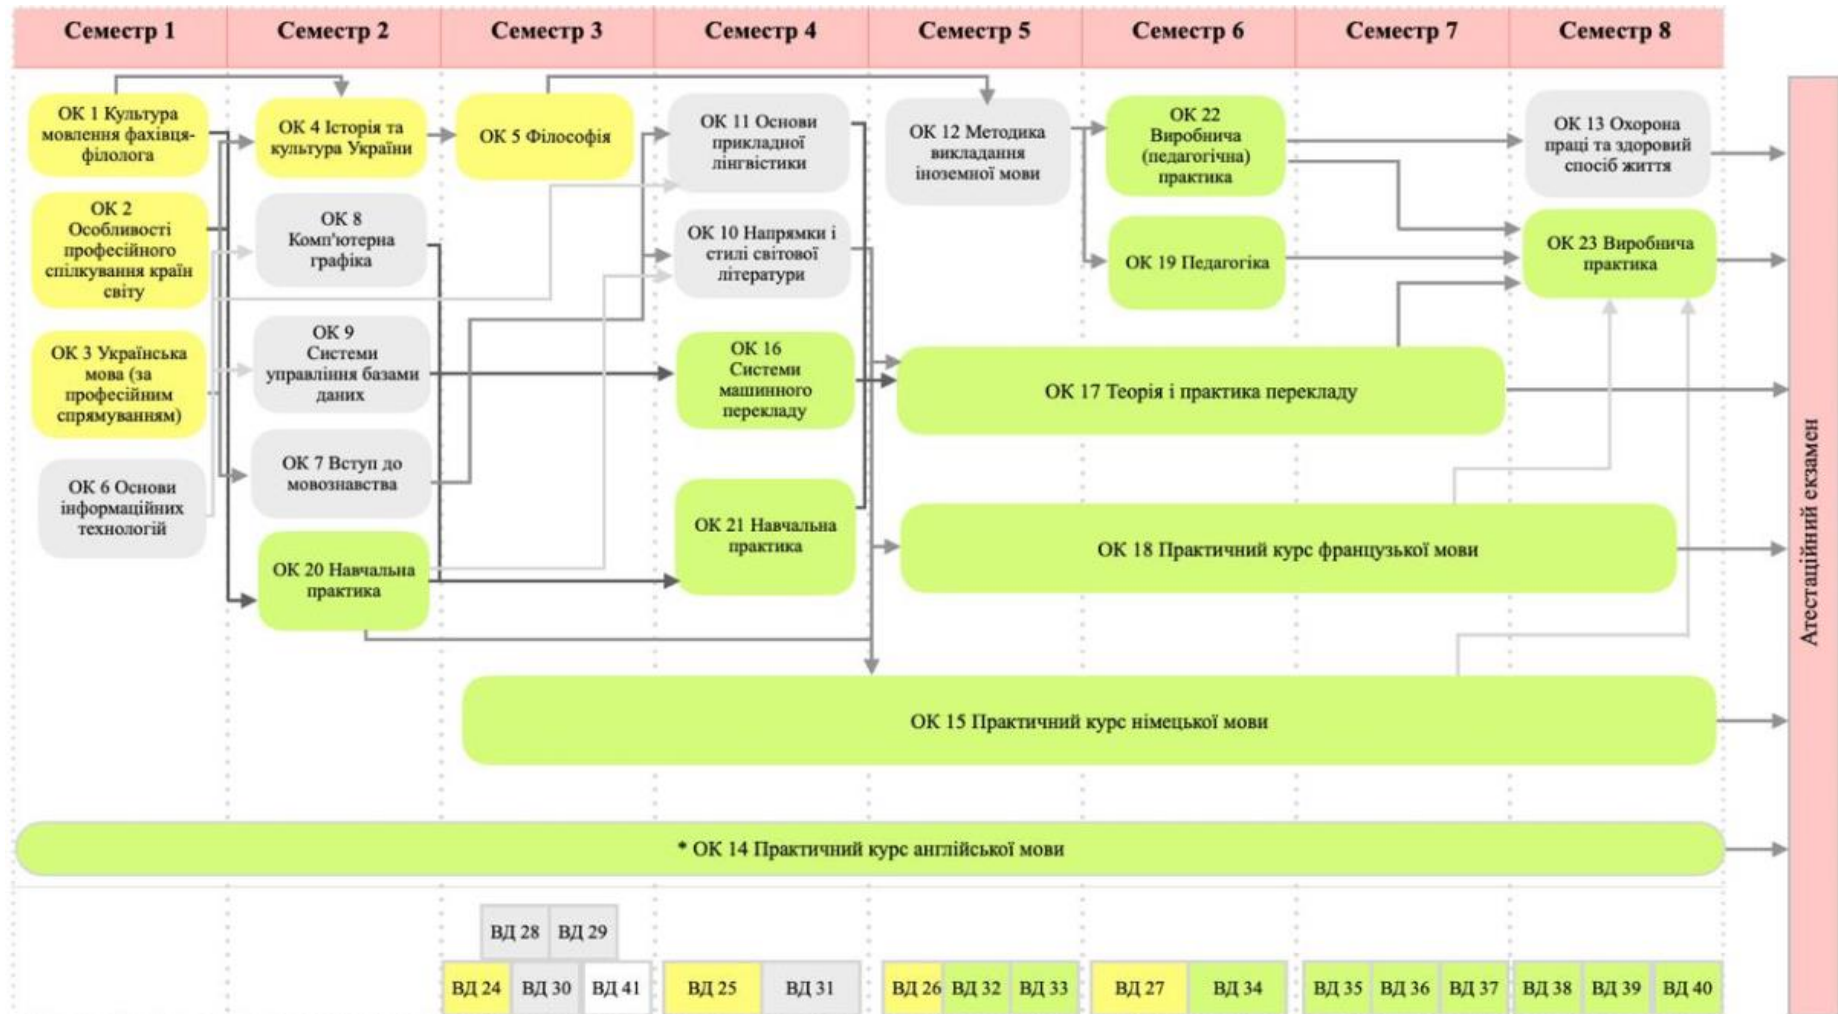 Семестр 1 Семестр 2 Семестр 3 Семестр 4 Семестр 5 Семестр 6 Семестр 7 Семестр 8
ОК 1 Культура
мовлення фахівця-
філолога
ОК 2
Особливості
професійного
спілкування країн
світу
ОК 3 Українська
мова (за
професійним
спрямуванням)
ОК 6 Основи
інформаційних
технологій
ОК 4 Історія та
культура України
ОК 8
Комп'ютерна
графіка
ОК 9
Системи
управління базами
даних
ОК 7 Вступ до
мовознавства
ОК 20 Навчальна
практика
ОК 5 Філософія
ОК 11 Основи
прикладної
лінгвістики
ОК 10 Напрямки і
стилі світової
літератури
ОК 16
Системи
машинного
перекладу
ОК 21 Навчальна
практика
ОК 12 Методика
викладання
іноземної мови
ОК 22
Виробнича
(педагогічна)
практика
ОК 19 Педагогіка
ОК 13 Охорона
праці та здоровий
спосіб життя
ОК 23 Виробнича
практика
ОК 17 Теорія і практика перекладу
ОК 18 Практичний курс французької мови
ОК 15 Практичний курс німецької мови
* ОК 14 Практичний курс англійської мови
Атестаційний екзамен
ВД 28 ВД 29
ВД 24 ВД 30 ВД 41 ВД 25 ВД 31 ВД 26 ВД 32 ВД 33 ВД 27 ВД 34 ВД 35 ВД 36 ВД 37 ВД 38 ВД 39 ВД 40